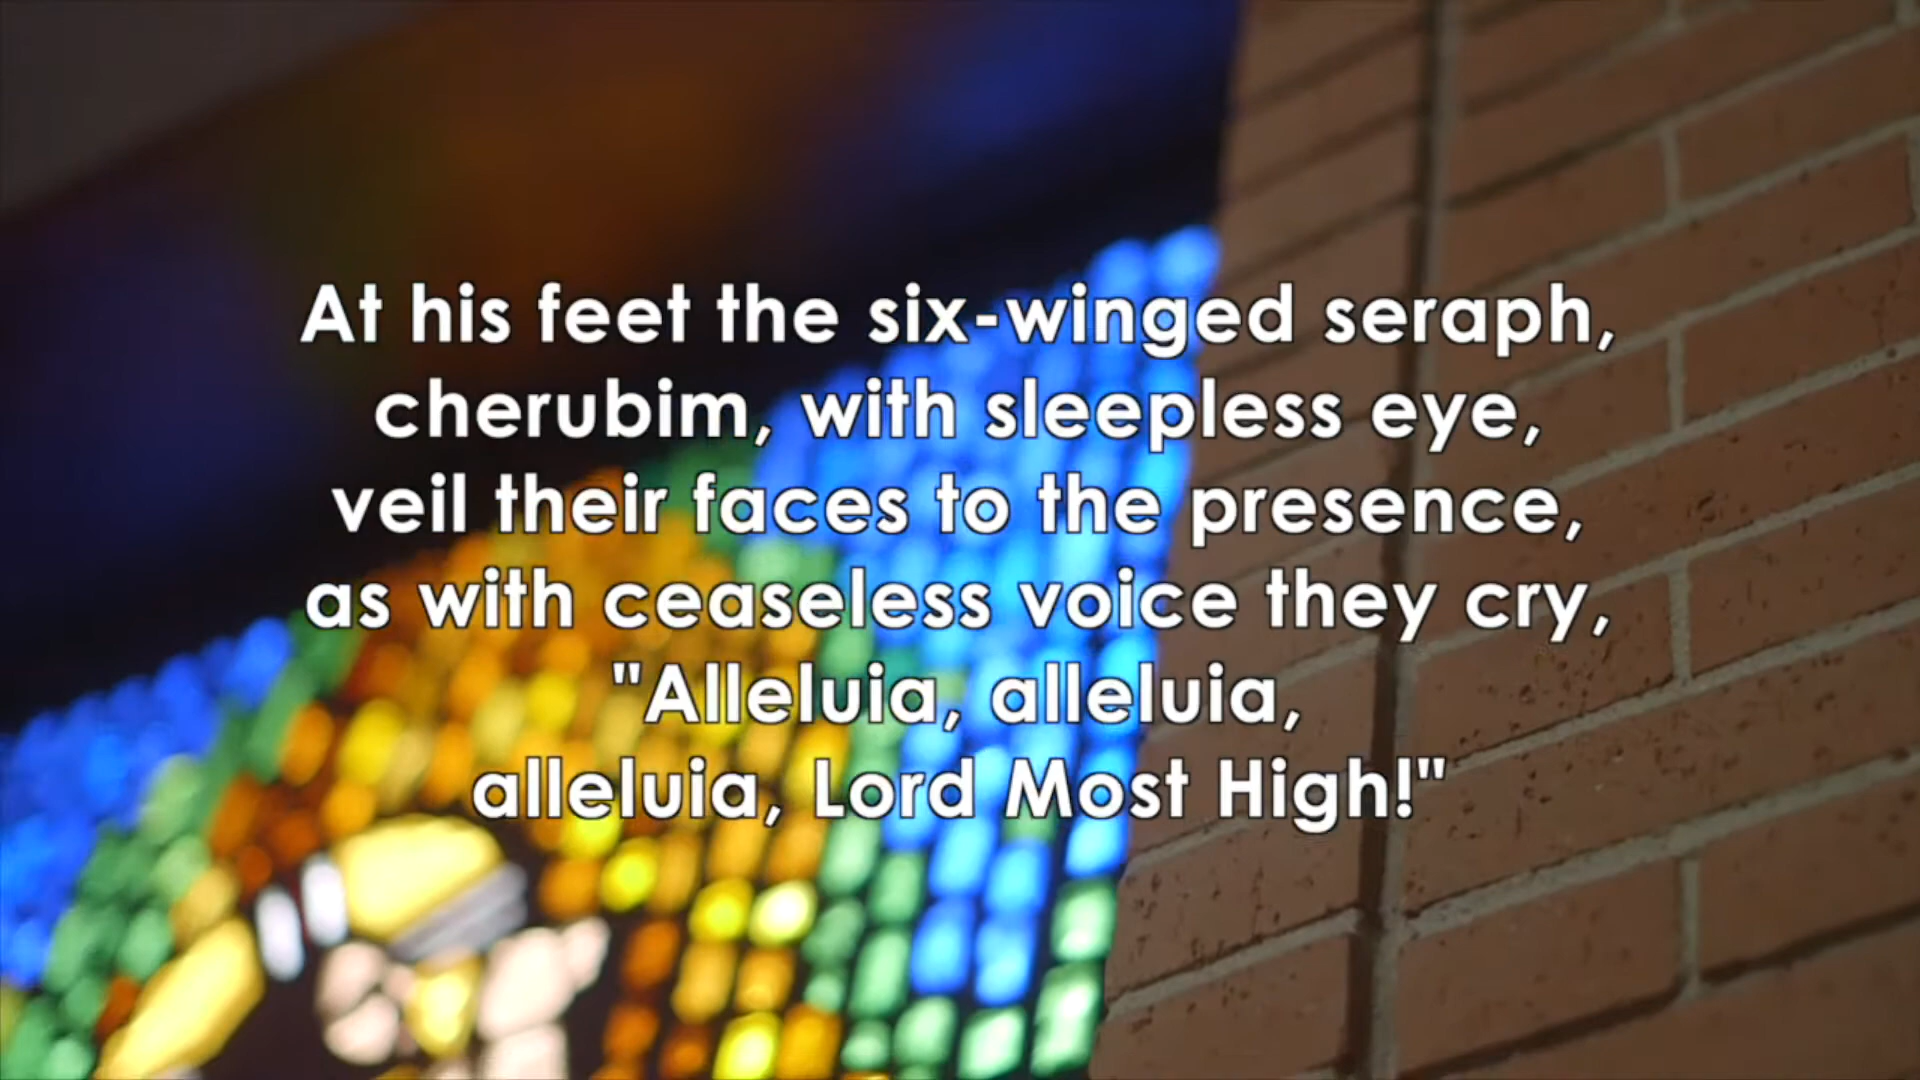 At his feet the six-winged seraph,
cherubim, with sleepless eye,
veil their faces to the presence,
as with ceaseless voice they cry,
"Alleluia, alleluia,
alleluia, Lord Most High!"